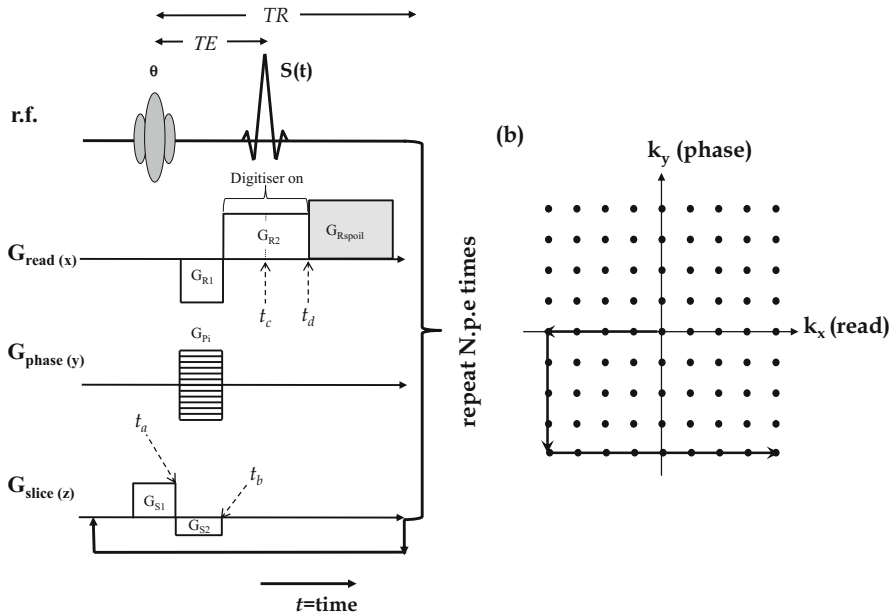 TR
TE
θ
S(t)
r.f.
(b)
k_y (phase)
Digitiser on
G_R2
G_Rspoil
G_read (x)
G_R1
t_c
t_d
G_Pi
G_phase (y)
k_x (read)
repeat N.p.e times
t_a
t_b
G_slice (z)
G_S1
G_S2
t=time